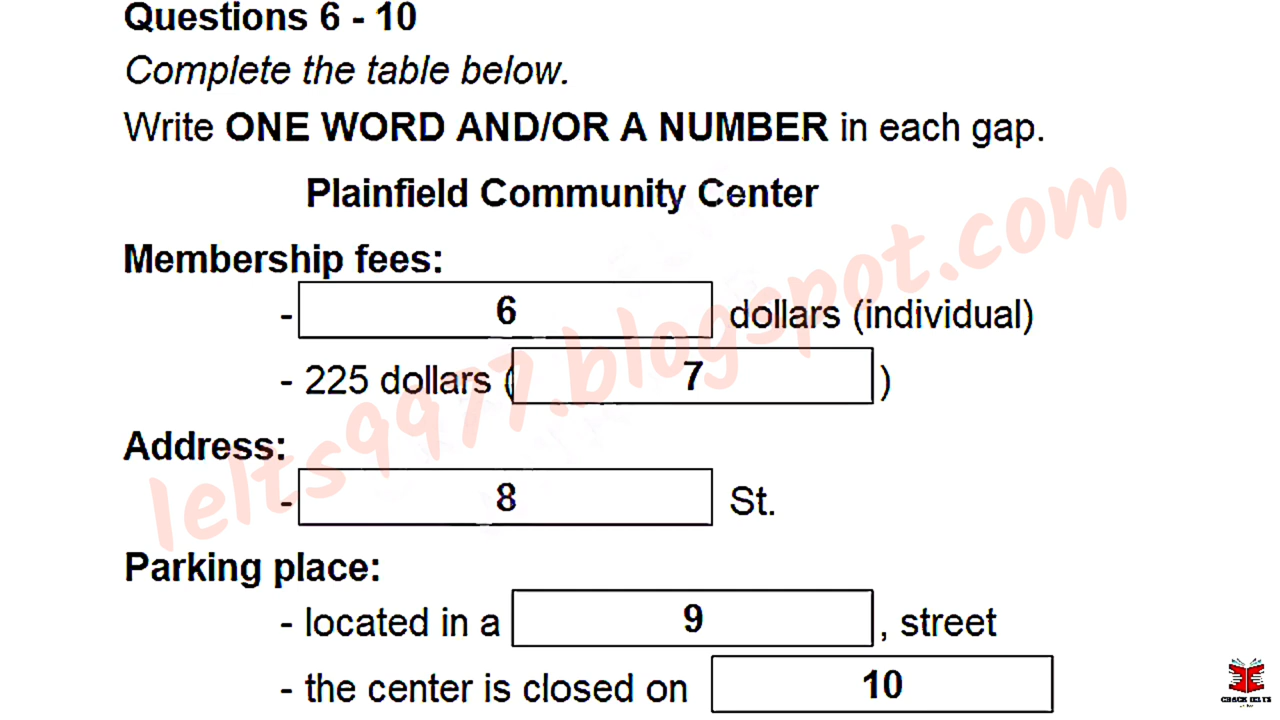 Questions 6 - 10
Complete the table below.
Write ONE WORD AND/OR A NUMBER in each gap.
Plainfield Community Center
Membership fees:
- 6 dollars (individual)
- 225 dollars ( 7 )
Address:
- 8 St.
Parking place:
- located in a 9 , street
- the center is closed on 10
Ielts9977.blogspot.com
CRACK IELTS